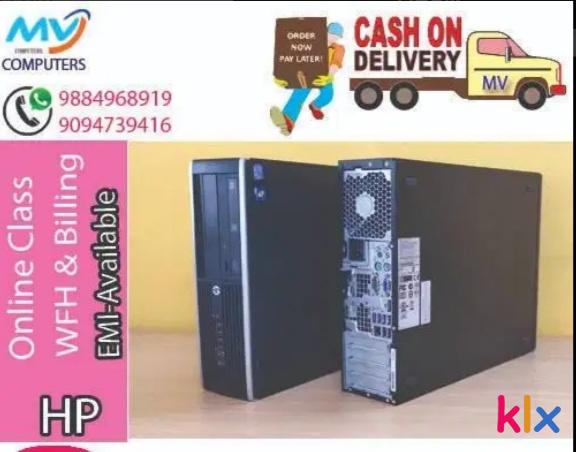 MV
COMPUTERS
COMPUTERS
9884968919
9094739416
ORDER
NOW
PAY LATER!
CASH ON
DELIVERY
MV
Online Class
WFH & Billing
EMI-Available
HP
klx